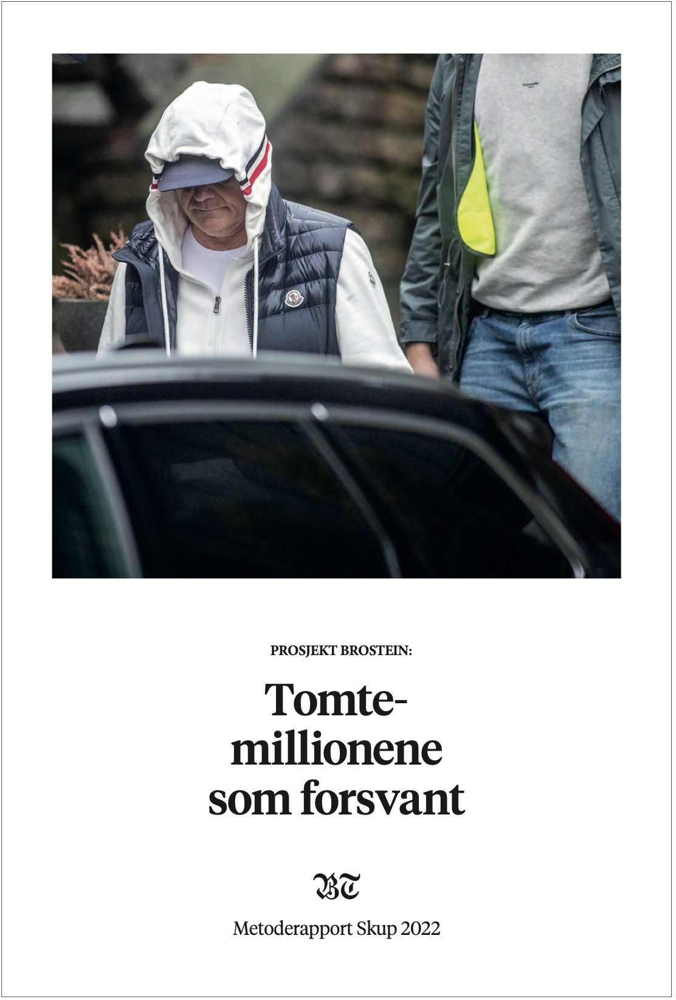 PROSJEKT BROSTEIN:
Tomte-
millionene
som forsvant
BT
Metoderapport Skup 2022